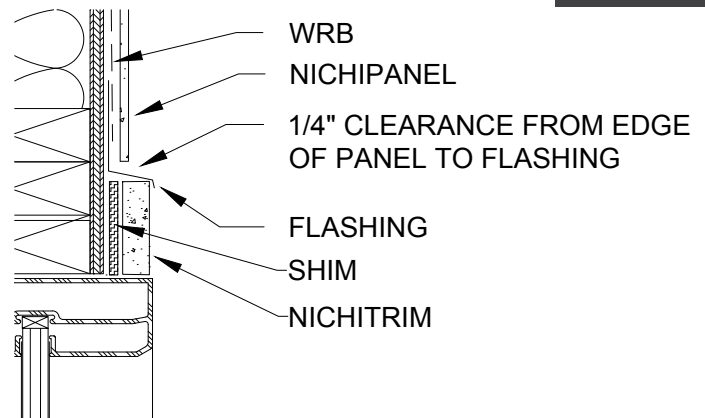 WRB
NICHIPANEL
1/4" CLEARANCE FROM EDGE
OF PANEL TO FLASHING
FLASHING
SHIM
NICHITRIM